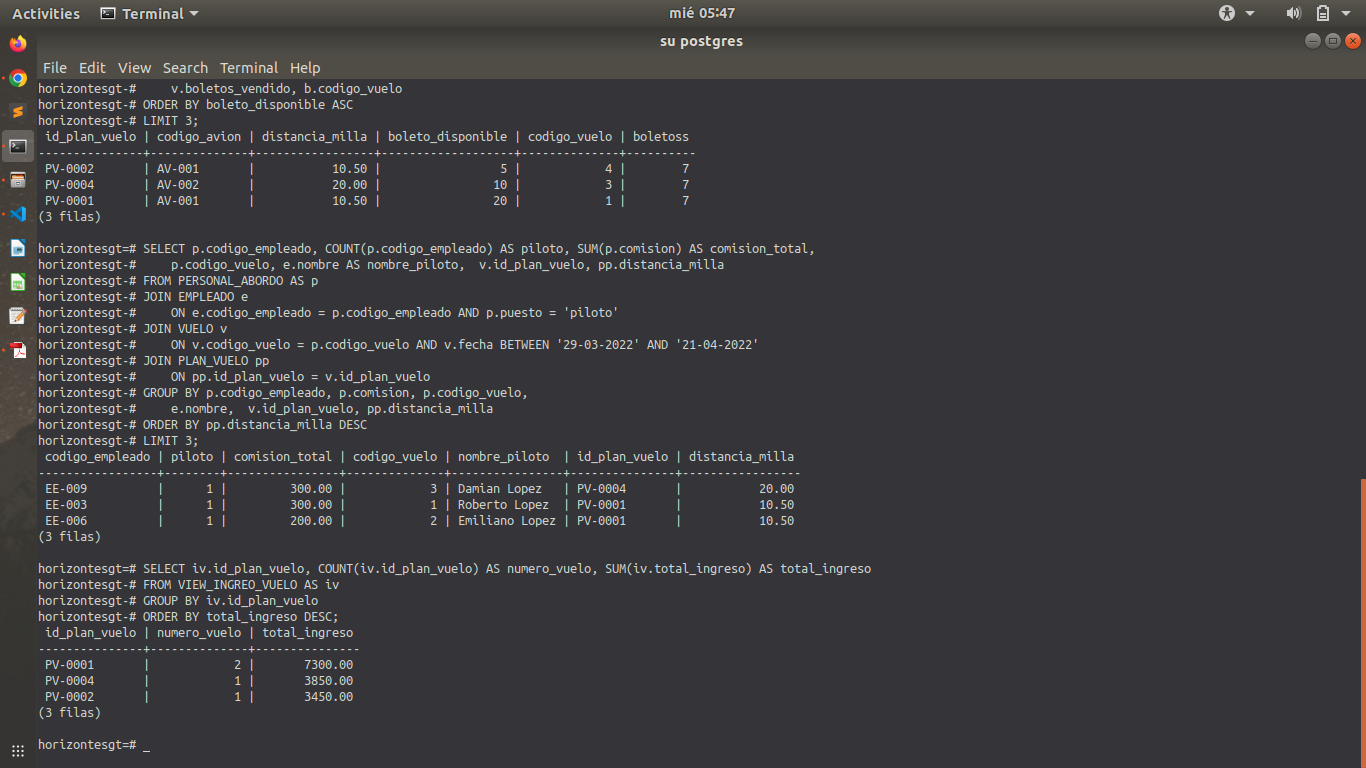 Activities Terminal mié 05:47
su postgres
File Edit View Search Terminal Help
horizontesgt-#     v.boletos_vendido, b.codigo_vuelo
horizontesgt-# ORDER BY boleto_disponible ASC
horizontesgt-# LIMIT 3;
 id_plan_vuelo | codigo_avion | distancia_milla | boleto_disponible | codigo_vuelo | boletoss
---------------+--------------+-----------------+-------------------+--------------+----------
 PV-0002       | AV-001       |           10.50 |                 5 |            4 |        7
 PV-0004       | AV-002       |           20.00 |                10 |            3 |        7
 PV-0001       | AV-001       |           10.50 |                20 |            1 |        7
(3 filas)
horizontesgt=# SELECT p.codigo_empleado, COUNT(p.codigo_empleado) AS piloto, SUM(p.comision) AS comision_total,
horizontesgt-#     p.codigo_vuelo, e.nombre AS nombre_piloto,  v.id_plan_vuelo, pp.distancia_milla
horizontesgt-# FROM PERSONAL_ABORDO AS p
horizontesgt-# JOIN EMPLEADO e
horizontesgt-#     ON e.codigo_empleado = p.codigo_empleado AND p.puesto = 'piloto'
horizontesgt-# JOIN VUELO v
horizontesgt-#     ON v.codigo_vuelo = p.codigo_vuelo AND v.fecha BETWEEN '29-03-2022' AND '21-04-2022'
horizontesgt-# JOIN PLAN_VUELO pp
horizontesgt-#     ON pp.id_plan_vuelo = v.id_plan_vuelo
horizontesgt-# GROUP BY p.codigo_empleado, p.comision, p.codigo_vuelo,
horizontesgt-#     e.nombre,  v.id_plan_vuelo, pp.distancia_milla
horizontesgt-# ORDER BY pp.distancia_milla DESC
horizontesgt-# LIMIT 3;
 codigo_empleado | piloto | comision_total | codigo_vuelo | nombre_piloto  | id_plan_vuelo | distancia_milla
-----------------+--------+----------------+--------------+----------------+---------------+-----------------
 EE-009          |      1 |         300.00 |            3 | Damian Lopez   | PV-0004       |           20.00
 EE-003          |      1 |         300.00 |            1 | Roberto Lopez  | PV-0001       |           10.50
 EE-006          |      1 |         200.00 |            2 | Emiliano Lopez | PV-0001       |           10.50
(3 filas)
horizontesgt=# SELECT iv.id_plan_vuelo, COUNT(iv.id_plan_vuelo) AS numero_vuelo, SUM(iv.total_ingreso) AS total_ingreso
horizontesgt-# FROM VIEW_INGREO_VUELO AS iv
horizontesgt-# GROUP BY iv.id_plan_vuelo
horizontesgt-# ORDER BY total_ingreso DESC;
 id_plan_vuelo | numero_vuelo | total_ingreso
---------------+--------------+---------------
 PV-0001       |            2 |       7300.00
 PV-0004       |            1 |       3850.00
 PV-0002       |            1 |       3450.00
(3 filas)
horizontesgt=# _